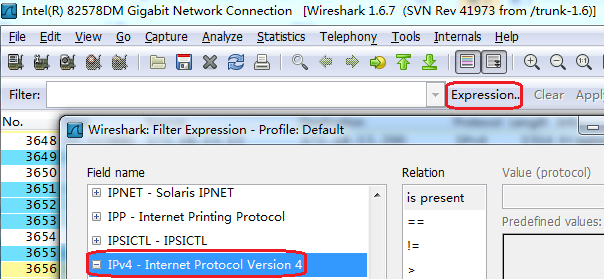 Intel(R) 82578DM Gigabit Network Connection [Wireshark 1.6.7 (SVN Rev 41973 from /trunk-1.6)]
File Edit View Go Capture Analyze Statistics Telephony Tools Internals Help
Filter: Expression... Clear Apply
No.
Wireshark: Filter Expression - Profile: Default
3648
3649
3650
3651
3652
3653
3654
3655
3656
Field name Relation Value (protocol)
IPNET - Solaris IPNET
IPP - Internet Printing Protocol
IPSICTL - IPSICTL
IPv4 - Internet Protocol Version 4
is present
==
!=
>
Predefined values: